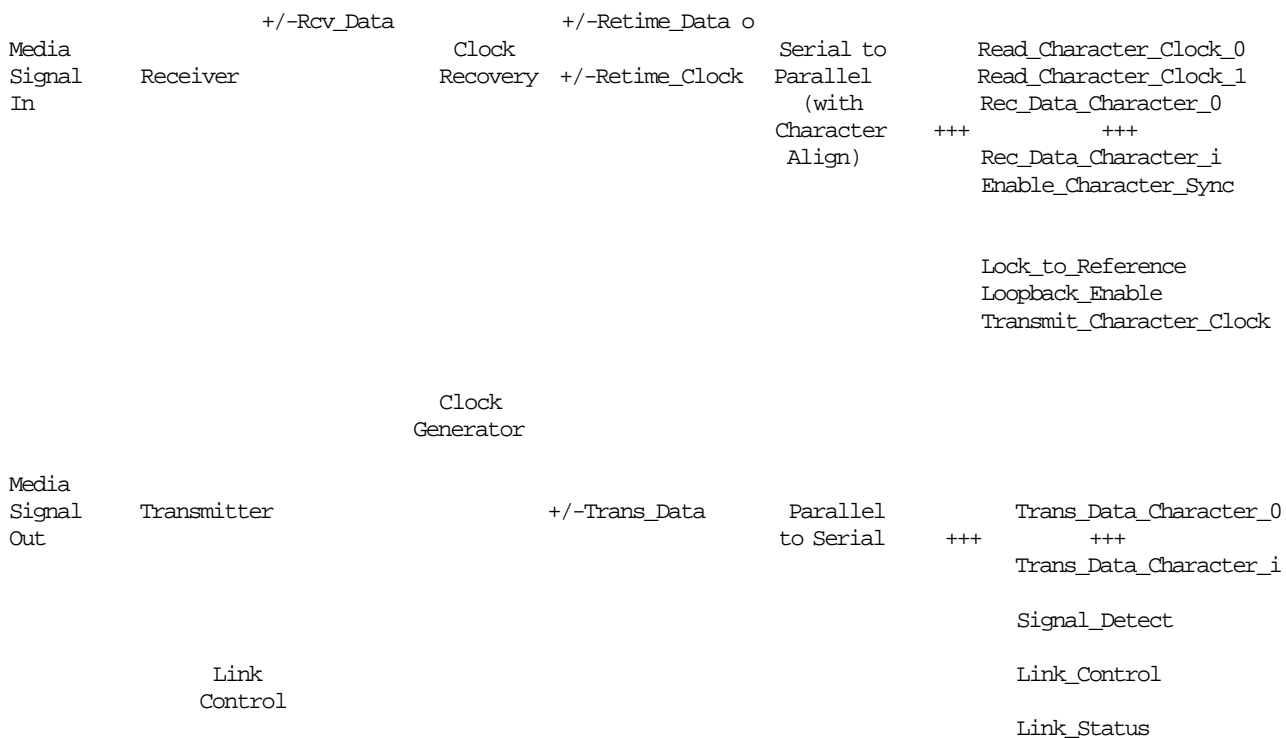 +/-Rcv_Data +/-Retime_Data o
Media Clock Serial to Read_Character_Clock_0
Signal Receiver Recovery +/-Retime_Clock Parallel Read_Character_Clock_1
In (with Rec_Data_Character_0
Character +++ +++
Align) Rec_Data_Character_i
Enable_Character_Sync
Lock_to_Reference
Loopback_Enable
Transmit_Character_Clock
Clock
Generator
Media
Signal Transmitter +/-Trans_Data Parallel Trans_Data_Character_0
Out to Serial +++ +++
Trans_Data_Character_i
Signal_Detect
Link Link_Control
Control
Link_Status